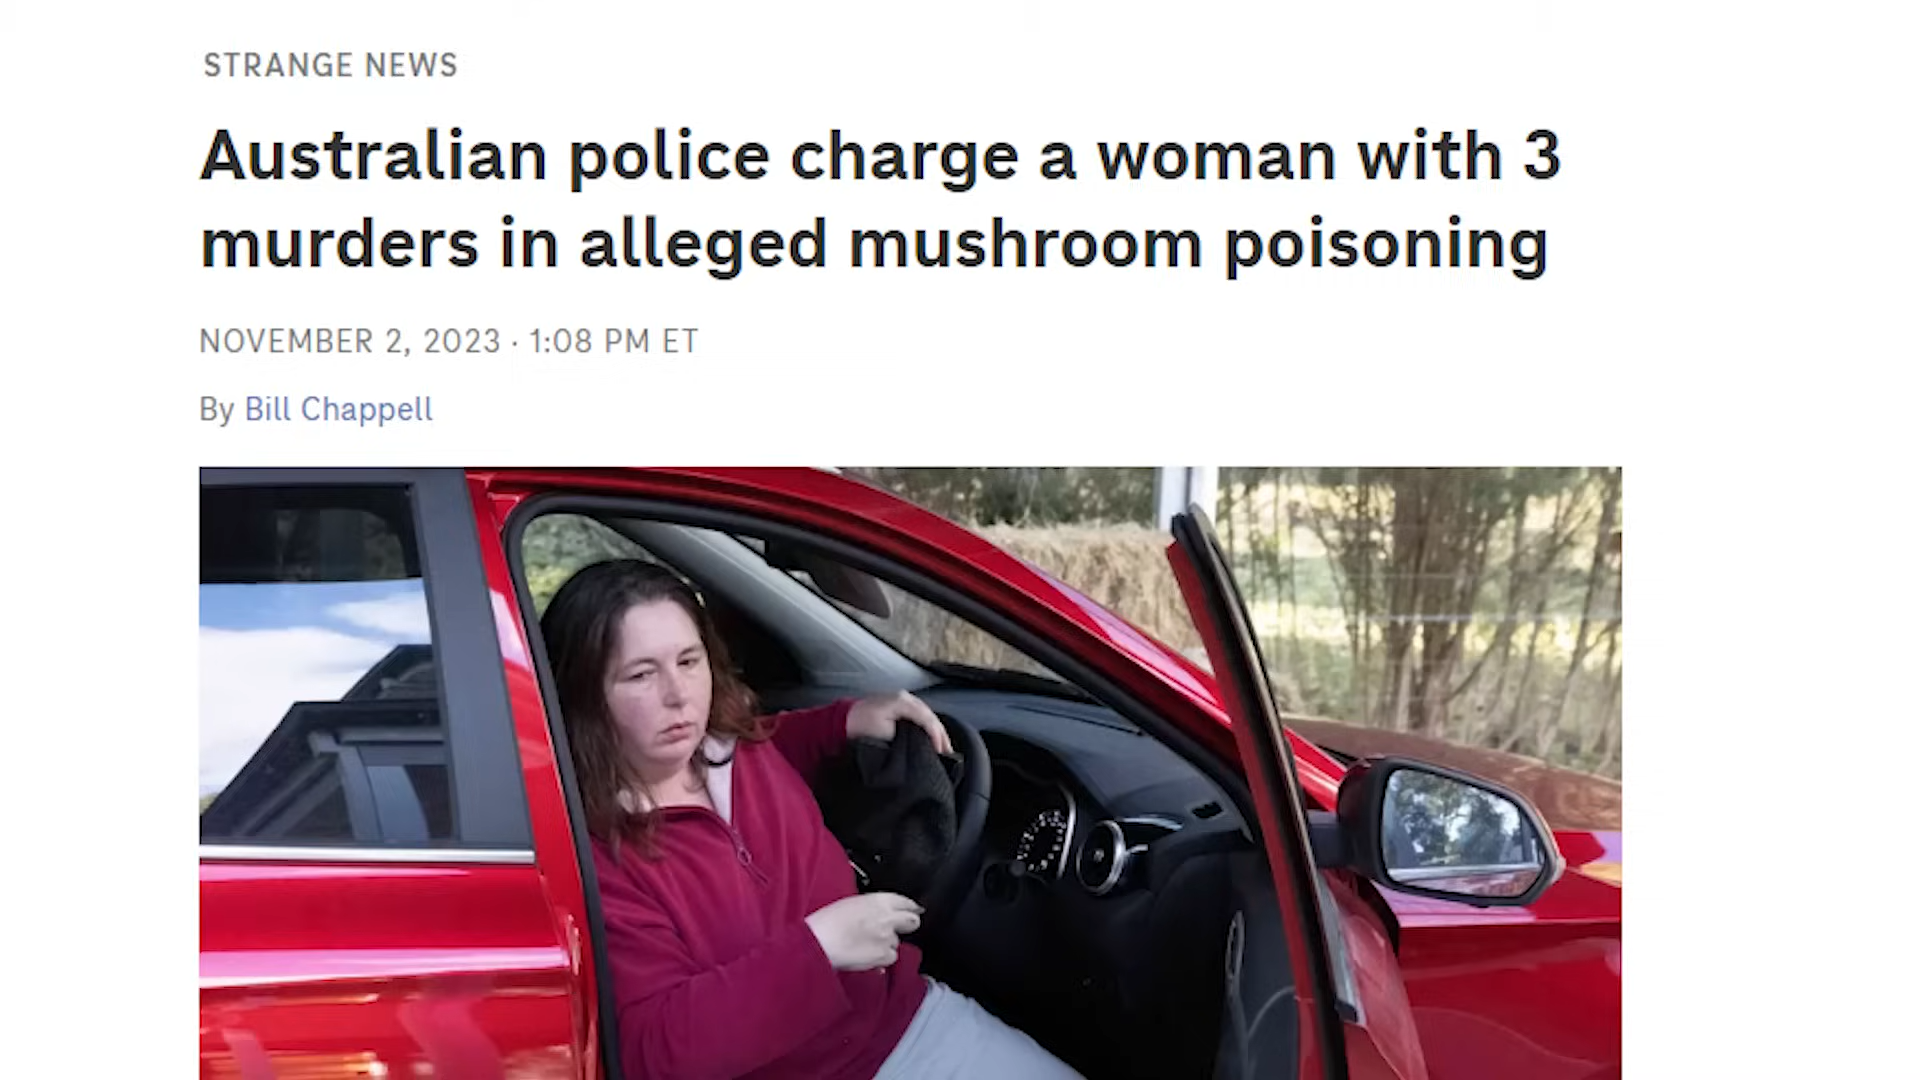 STRANGE NEWS
Australian police charge a woman with 3
murders in alleged mushroom poisoning
NOVEMBER 2, 2023 · 1:08 PM ET
By Bill Chappell